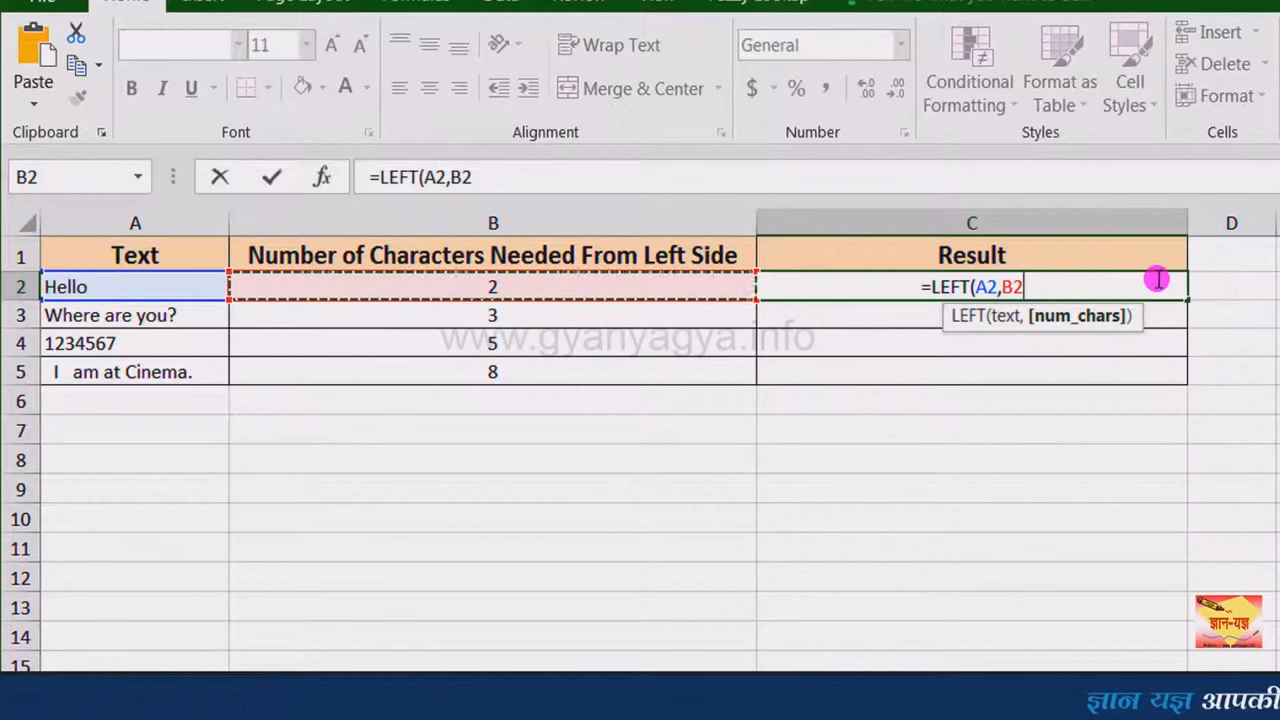 11
Wrap Text
General
Insert
Paste
Conditional
Format as
Cell
Delete
B I U
A
Merge & Center
$ % ,
Formatting
Table
Styles
Format
Clipboard
Font
Alignment
Number
Styles
Cells
B2
fx
=LEFT(A2,B2
A B C D
1 Text Number of Characters Needed From Left Side Result
2 Hello 2 =LEFT(A2,B2
LEFT(text, [num_chars])
3 Where are you? 3
www.gyanyagya.info
4 1234567 5
5 I am at Cinema. 8
6
7
8
9
10
11
12
13
ज्ञान-यज्ञ
14
15
ज्ञान यज्ञ आपकी